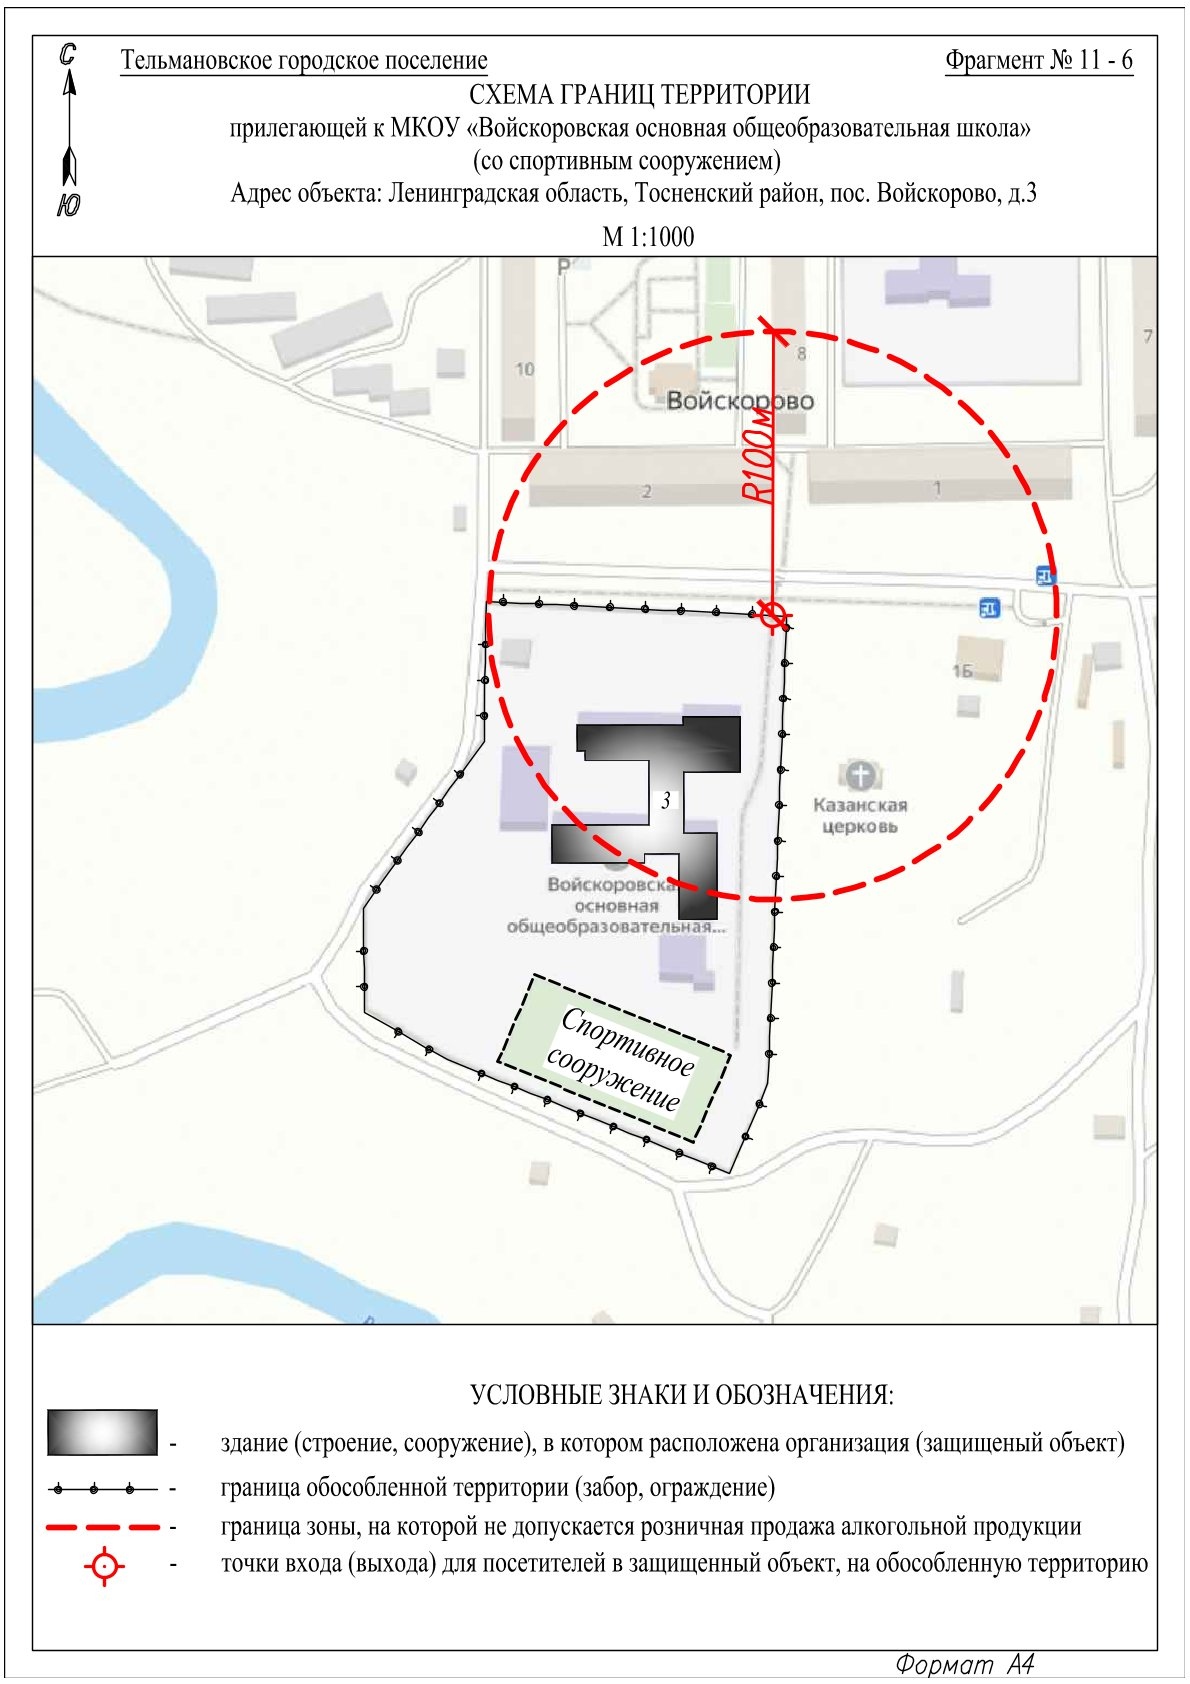 С
Ю
Тельмановское городское поселение
Фрагмент № 11 - 6
СХЕМА ГРАНИЦ ТЕРРИТОРИИ
прилегающей к МКОУ «Войскоровская основная общеобразовательная школа»
(со спортивным сооружением)
Адрес объекта: Ленинградская область, Тосненский район, пос. Войскорово, д.3
М 1:1000
P
7
8
10
Войскорово
R100м
2
1
1Б
3
Казанская
церковь
Войскоровска
основная
общеобразовательная...
Спортивное
сооружение
УСЛОВНЫЕ ЗНАКИ И ОБОЗНАЧЕНИЯ:
- здание (строение, сооружение), в котором расположена организация (защищеный объект)
- граница обособленной территории (забор, ограждение)
- граница зоны, на которой не допускается розничная продажа алкогольной продукции
- точки входа (выхода) для посетителей в защищенный объект, на обособленную территорию
Формат А4